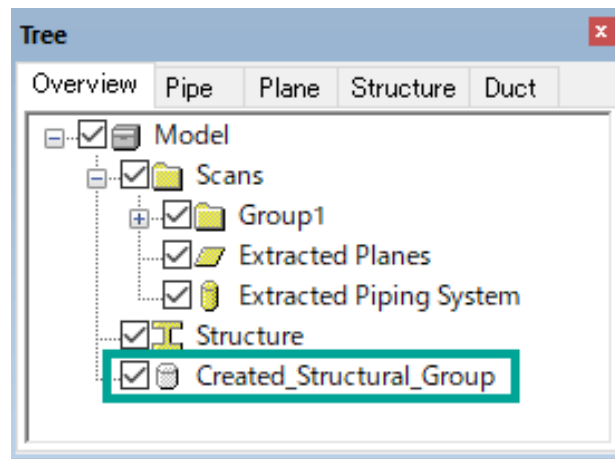 Tree
Overview Pipe Plane Structure Duct
Model
Scans
Group1
Extracted Planes
Extracted Piping System
Structure
Created_Structural_Group